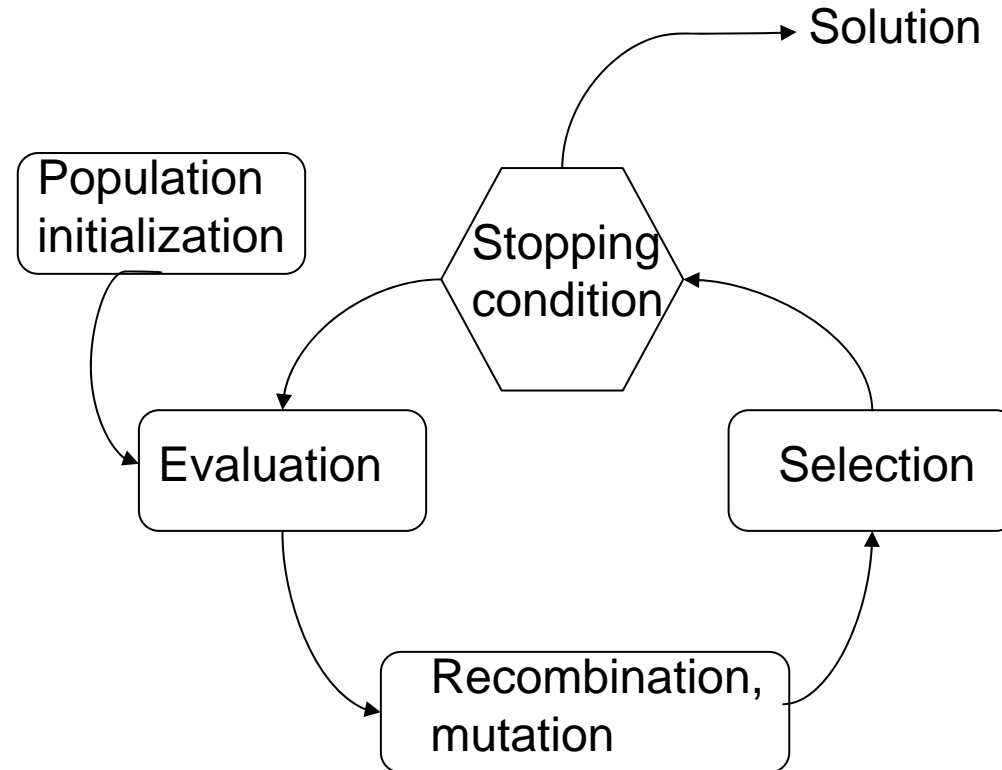 Solution
Population
initialization
Stopping
condition
Evaluation
Selection
Recombination,
mutation